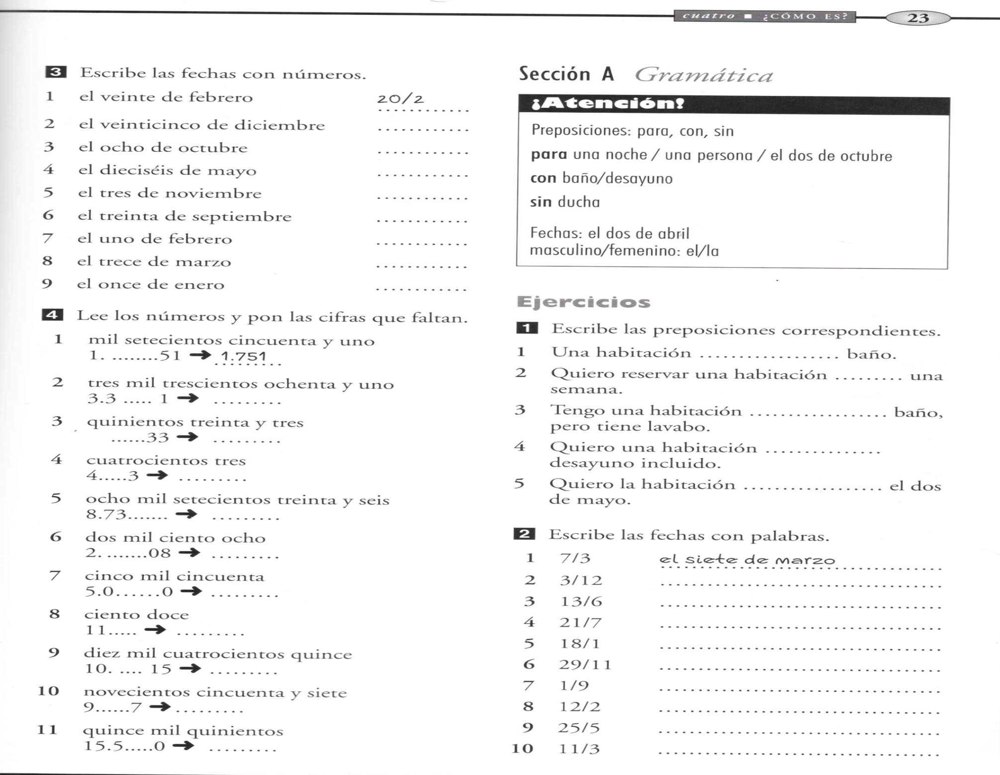 cuatro ■ ¿CÓMO ES? 23
3 Escribe las fechas con números.
1 el veinte de febrero 20/2
2 el veinticinco de diciembre ............
3 el ocho de octubre ............
4 el dieciséis de mayo ............
5 el tres de noviembre ............
6 el treinta de septiembre ............
7 el uno de febrero ............
8 el trece de marzo ............
9 el once de enero ............
4 Lee los números y pon las cifras que faltan.
1 mil setecientos cincuenta y uno
1. ........51 ➔ 1.751
2 tres mil trescientos ochenta y uno
3.3 ..... 1 ➔ .........
3 quinientos treinta y tres
......33 ➔ .........
4 cuatrocientos tres
4.....3 ➔ .........
5 ocho mil setecientos treinta y seis
8.73....... ➔ .........
6 dos mil ciento ocho
2. ........08 ➔ .........
7 cinco mil cincuenta
5.0.......0 ➔ .........
8 ciento doce
11..... ➔ .........
9 diez mil cuatrocientos quince
10. .... 15 ➔ .........
10 novecientos cincuenta y siete
9......7 ➔ .........
11 quince mil quinientos
15.5.....0 ➔ .........
Sección A Gramática
¡Atención!
Preposiciones: para, con, sin
para una noche / una persona / el dos de octubre
con baño/desayuno
sin ducha
Fechas: el dos de abril
masculino/femenino: el/la
Ejercicios
1 Escribe las preposiciones correspondientes.
1 Una habitación .................. baño.
2 Quiero reservar una habitación ......... una
semana.
3 Tengo una habitación .................. baño,
pero tiene lavabo.
4 Quiero una habitación ...............
desayuno incluido.
5 Quiero la habitación .................. el dos
de mayo.
2 Escribe las fechas con palabras.
1 7/3 el siete de marzo
2 3/12 ....................................
3 13/6 ....................................
4 21/7 ....................................
5 18/1 ....................................
6 29/11 ....................................
7 1/9 ....................................
8 12/2 ....................................
9 25/5 ....................................
10 11/3 ....................................